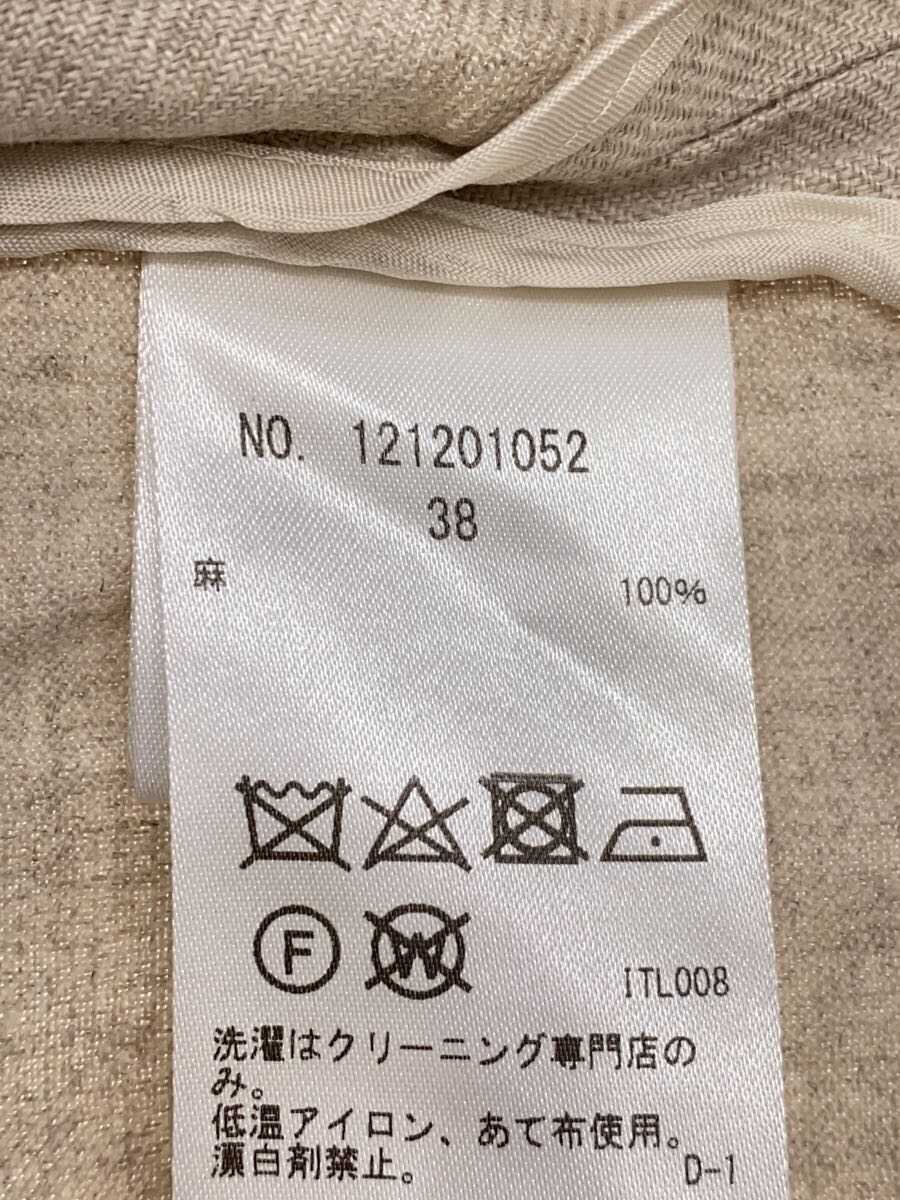 NO. 121201052
38
麻 100%
F W
ITL008
洗濯はクリーニング専門店の
み。
低温アイロン、あて布使用。
漂白剤禁止。
D-1